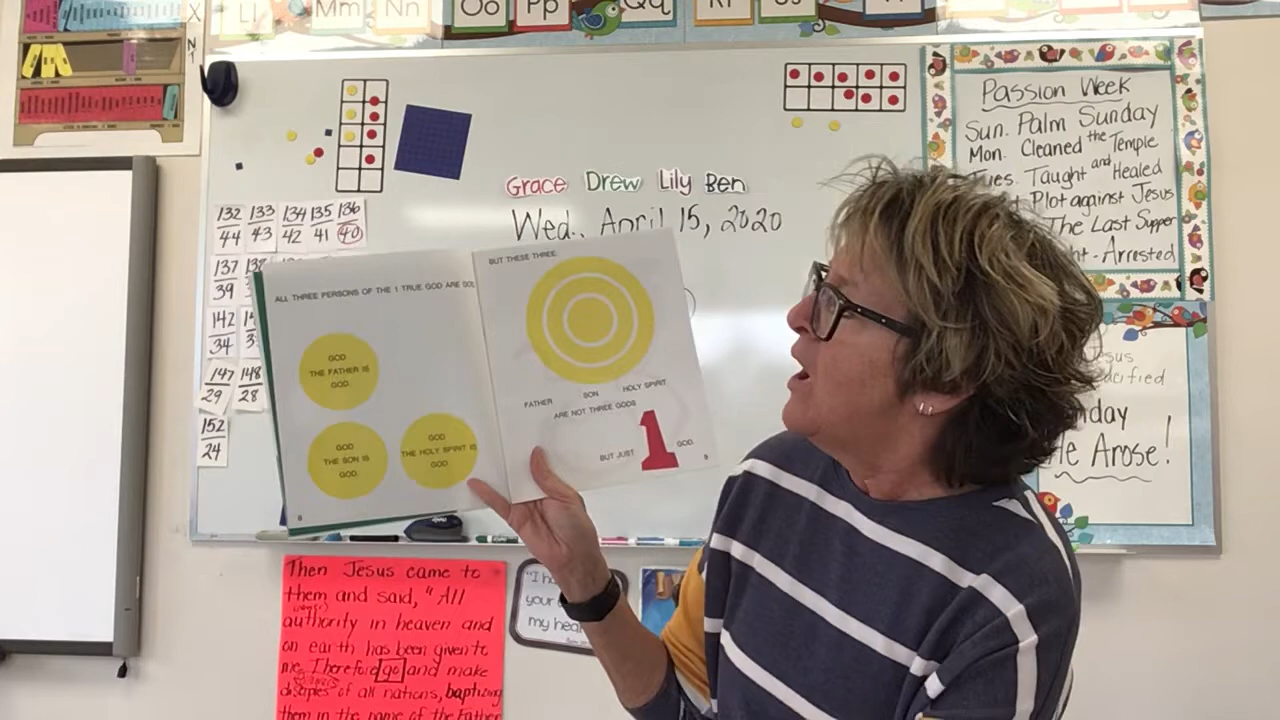 Ll Mm Nn Oo Pp Qq Rr Ss
Grace Drew Lily Ben
Wed., April 15, 2020
132 133 134 135 136
44 43 42 41 40
137
39
142
34
147 148
29 28
152
24
ALL THREE PERSONS OF THE 1 TRUE GOD ARE GOD.
GOD
THE FATHER IS
GOD.
GOD
THE SON IS
GOD.
GOD
THE HOLY SPIRIT IS
GOD.
8
BUT THESE THREE:
FATHER SON HOLY SPIRIT
ARE NOT THREE GODS
BUT JUST 1 GOD.
9
Passion Week
Sun. Palm Sunday
Mon. Cleaned the Temple
Tues. Taught and Healed
Plot against Jesus
The Last Supper
- Arrested
Jesus
He Arose!
Then Jesus came to
them and said, "All
authority in heaven and
on earth has been given to
me. Therefore go and make
disciples of all nations, baptizing
them in the name of the Father
"I
your
my